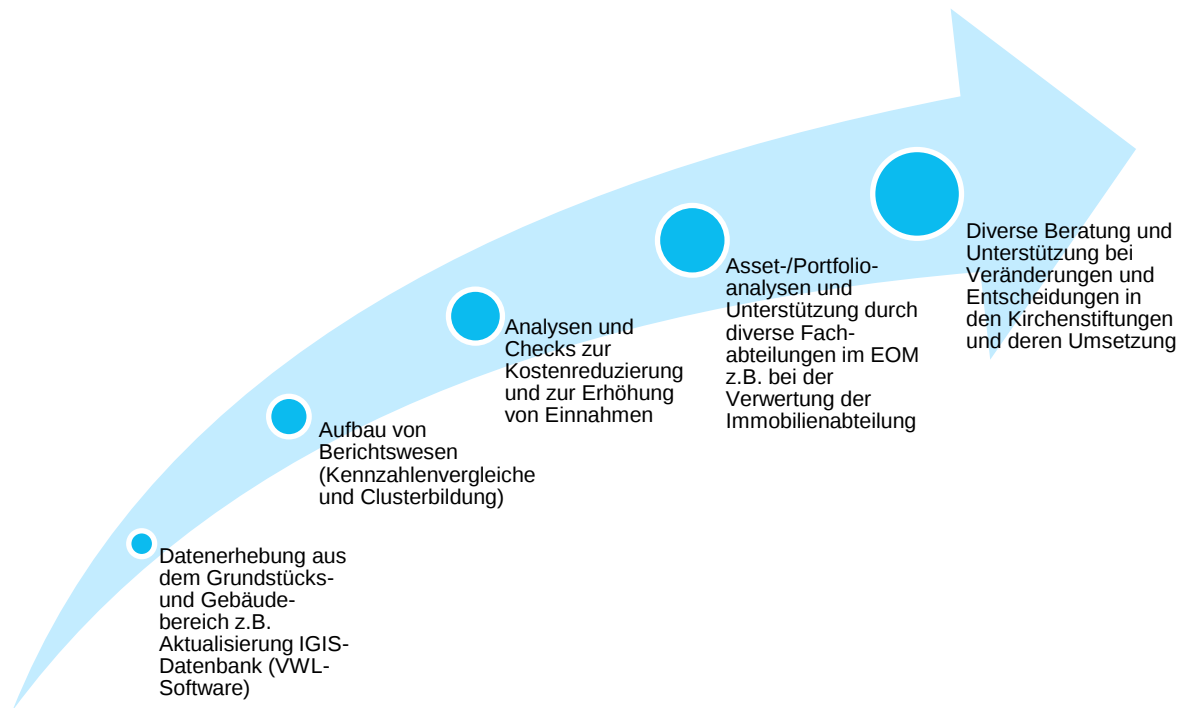 Datenerhebung aus
dem Grundstücks-
und Gebäude-
bereich z.B.
Aktualisierung IGIS-
Datenbank (VWL-
Software)
Aufbau von
Berichtswesen
(Kennzahlenvergleiche
und Clusterbildung)
Analysen und
Checks zur
Kostenreduzierung
und zur Erhöhung
von Einnahmen
Asset-/Portfolio-
analysen und
Unterstützung durch
diverse Fach-
abteilungen im EOM
z.B. bei der
Verwertung der
Immobilienabteilung
Diverse Beratung und
Unterstützung bei
Veränderungen und
Entscheidungen in
den Kirchenstiftungen
und deren Umsetzung